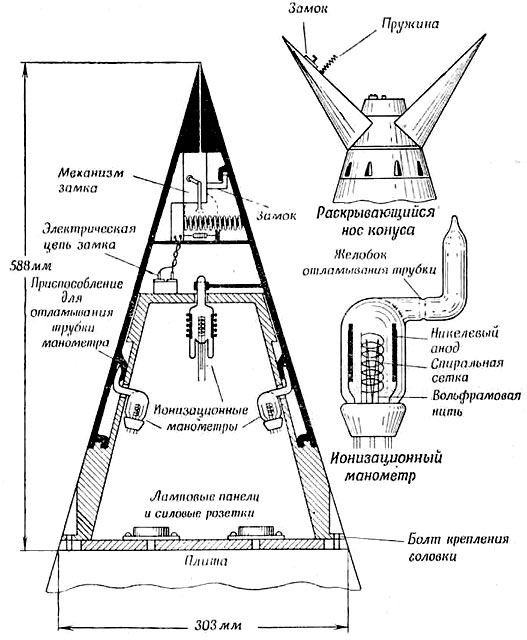 Замок
Пружина
Механизм
замка
Замок
Раскрывающийся
нос конуса
Электрическая
цепь замка
588 мм
Желобок
отламывания трубки
Приспособление
для
отламывания
трубки
манометра
Никелевый
анод
Спиральная
сетка
Вольфрамовая
нить
Ионизационные
манометры
Ионизационный
манометр
Ламповые панели
и силовые розетки
Болт крепления
головки
Плита
303 мм